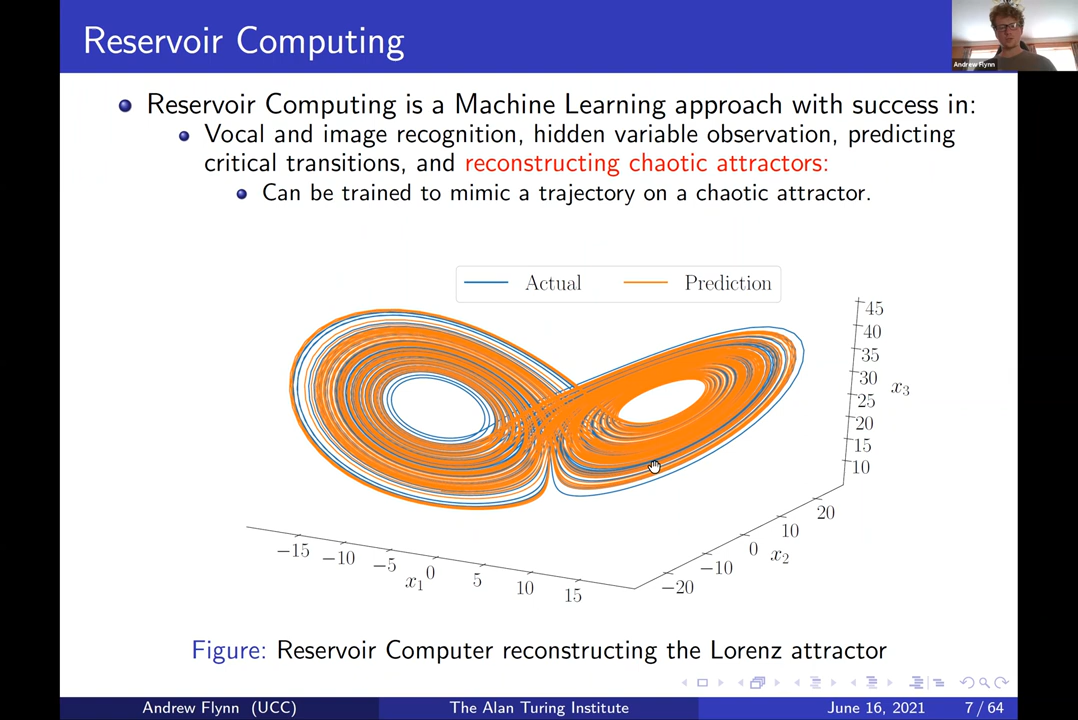 Reservoir Computing
Andrew Flynn
Reservoir Computing is a Machine Learning approach with success in:
Vocal and image recognition, hidden variable observation, predicting
critical transitions, and reconstructing chaotic attractors:
Can be trained to mimic a trajectory on a chaotic attractor.
Actual Prediction
45
40
35
30
25
20
15
10
x₃
−15 −10 −5 0 5 10 15
x₁
−20 −10 0 10 20
x₂
Figure: Reservoir Computer reconstructing the Lorenz attractor
Andrew Flynn (UCC) The Alan Turing Institute June 16, 2021 7 / 64